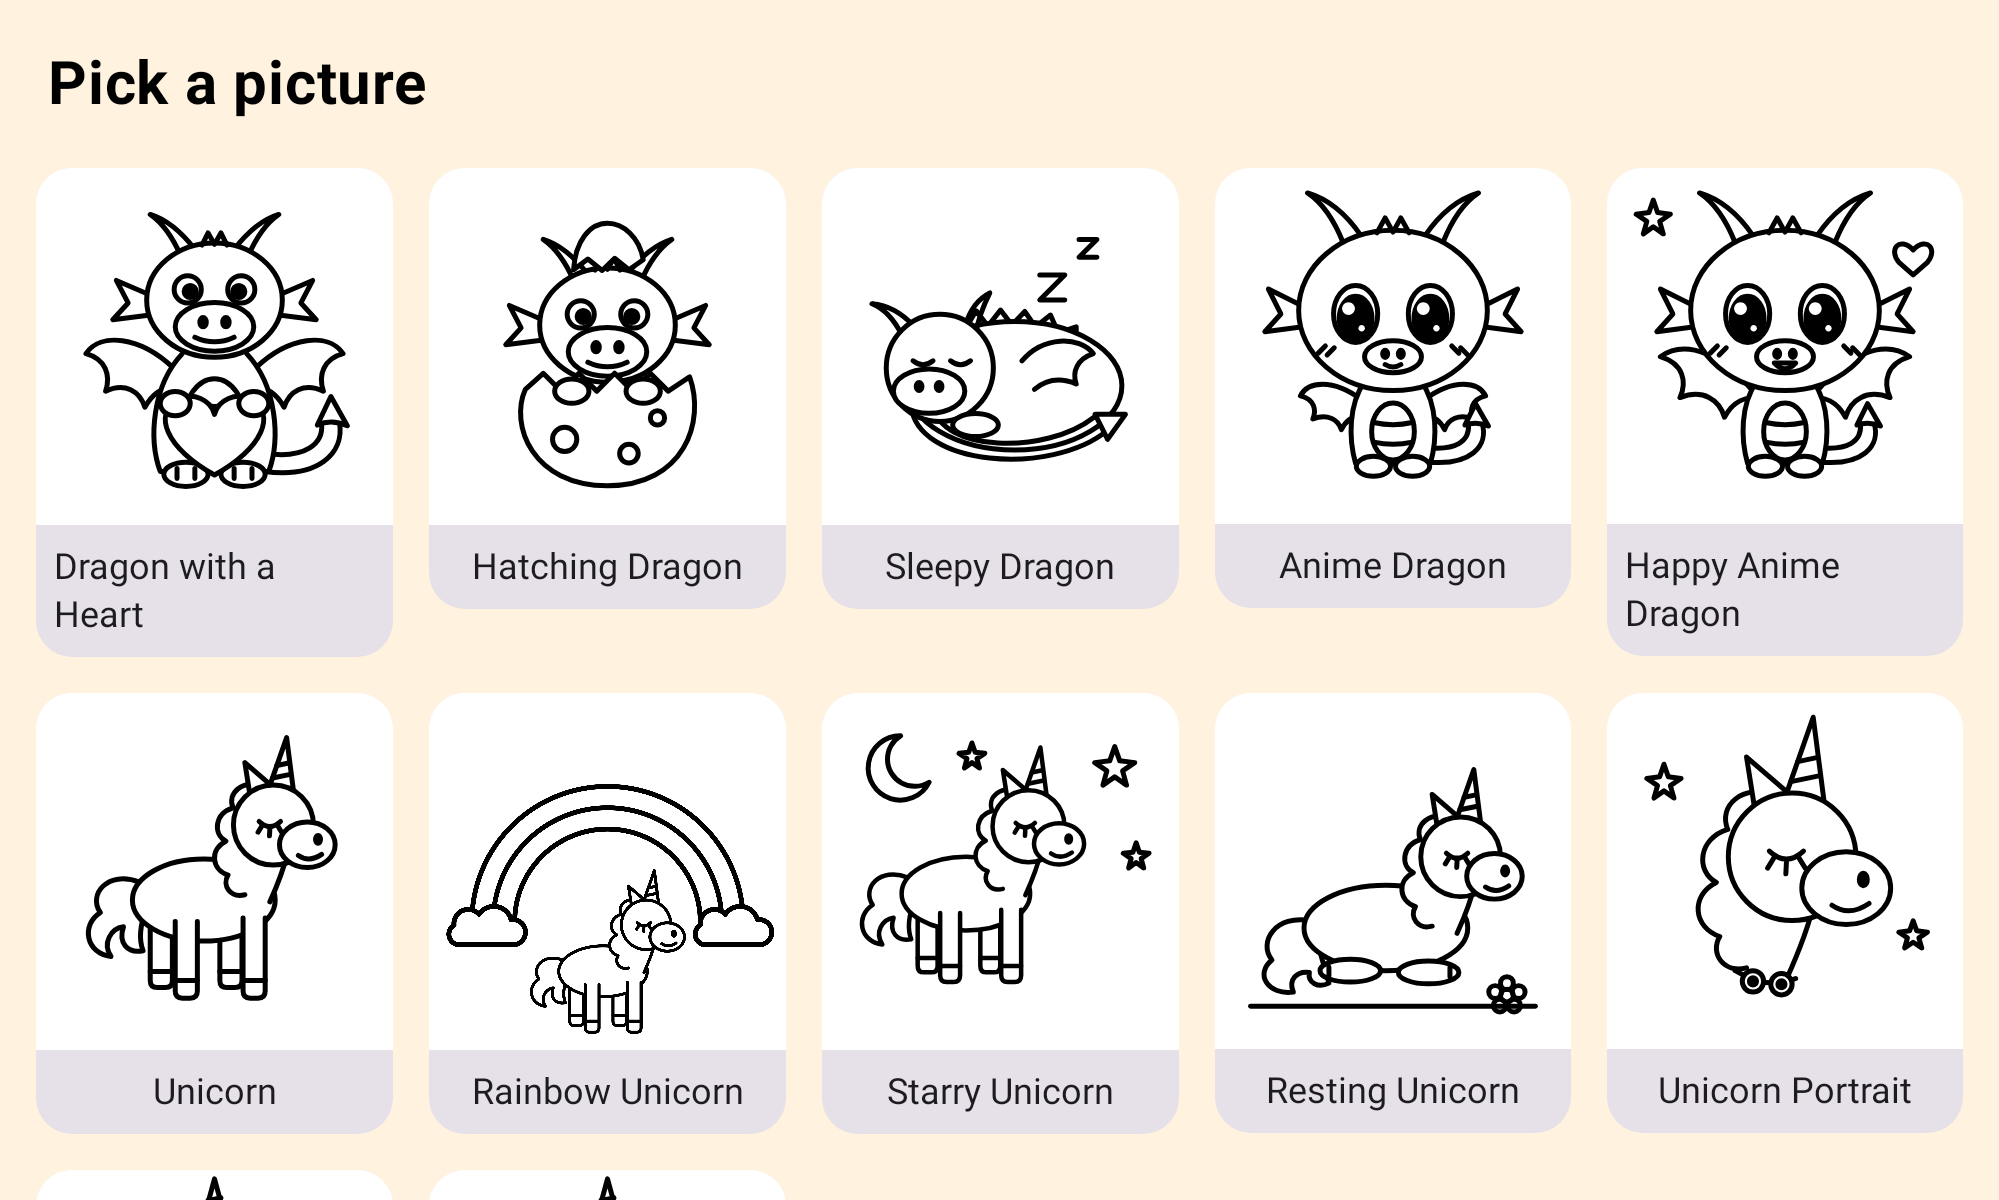 Pick a picture
z
z
Dragon with a
Heart
Hatching Dragon
Sleepy Dragon
Anime Dragon
Happy Anime
Dragon
Unicorn
Rainbow Unicorn
Starry Unicorn
Resting Unicorn
Unicorn Portrait